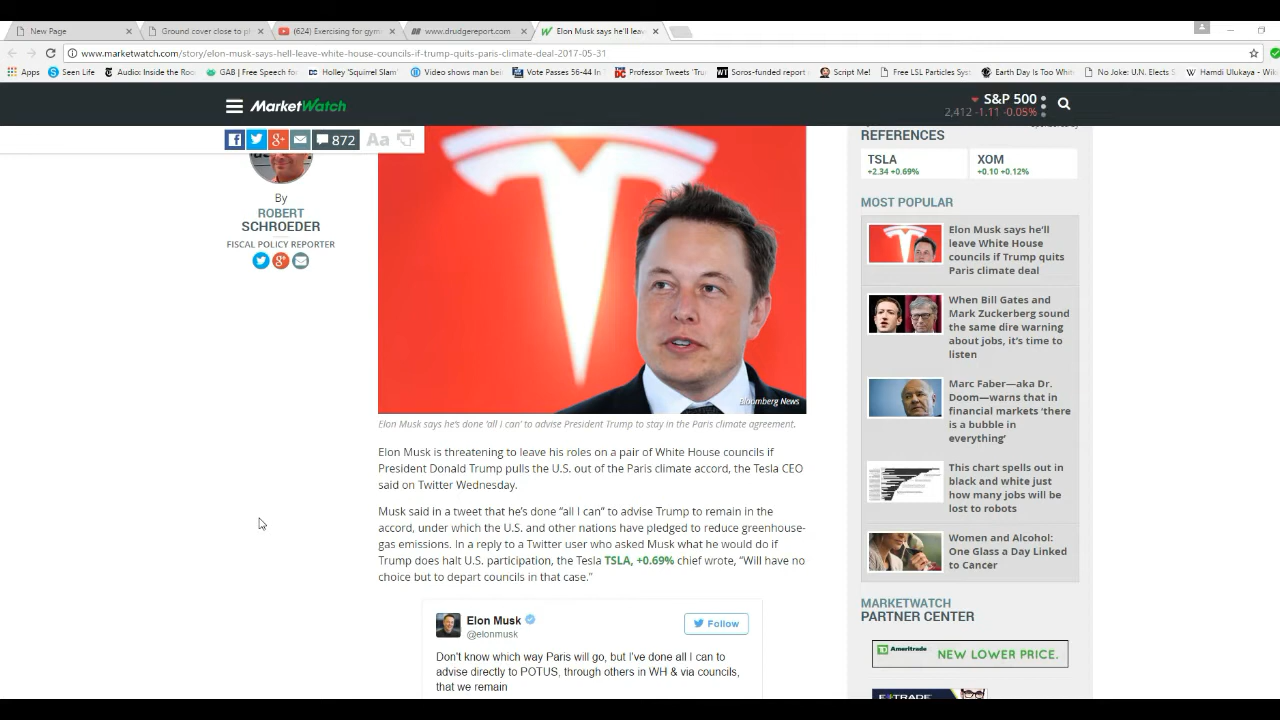 New Page
Ground cover close to pl
(624) Exercising for gym
www.drudgereport.com
Elon Musk says he'll leav
www.marketwatch.com/story/elon-musk-says-hell-leave-white-house-councils-if-trump-quits-paris-climate-deal-2017-05-31
Apps
Seen Life
Audio: Inside the Roo
GAB | Free Speech fo
Holley 'Squirrel Slam'
Video shows man bei
Vote Passes 56-44 In
Professor Tweets 'Tru
Soros-funded report
Script Me!
Free LSL Particles Sys
Earth Day Is Too Whit
No Joke: U.N. Elects S
Hamdi Ulukaya - Wiki
MarketWatch
S&P 500
2,412 -1.11 -0.05%
872
Aa
By
ROBERT
SCHROEDER
FISCAL POLICY REPORTER
Bloomberg News
Elon Musk says he's done 'all I can' to advise President Trump to stay in the Paris climate agreement.
Elon Musk is threatening to leave his roles on a pair of White House councils if
President Donald Trump pulls the U.S. out of the Paris climate accord, the Tesla CEO
said on Twitter Wednesday.
Musk said in a tweet that he's done "all I can" to advise Trump to remain in the
accord, under which the U.S. and other nations have pledged to reduce greenhouse-
gas emissions. In a reply to a Twitter user who asked Musk what he would do if
Trump does halt U.S. participation, the Tesla TSLA, +0.69% chief wrote, "Will have no
choice but to depart councils in that case."
Elon Musk
@elonmusk
Follow
Don't know which way Paris will go, but I've done all I can to
advise directly to POTUS, through others in WH & via councils,
that we remain
REFERENCES
TSLA
+2.34 +0.69%
XOM
+0.10 +0.12%
MOST POPULAR
Elon Musk says he'll
leave White House
councils if Trump quits
Paris climate deal
When Bill Gates and
Mark Zuckerberg sound
the same dire warning
about jobs, it's time to
listen
Marc Faber—aka Dr.
Doom—warns that in
financial markets 'there
is a bubble in
everything'
This chart spells out in
black and white just
how many jobs will be
lost to robots
Women and Alcohol:
One Glass a Day Linked
to Cancer
MARKETWATCH
PARTNER CENTER
Ameritrade
NEW LOWER PRICE.
E*TRADE